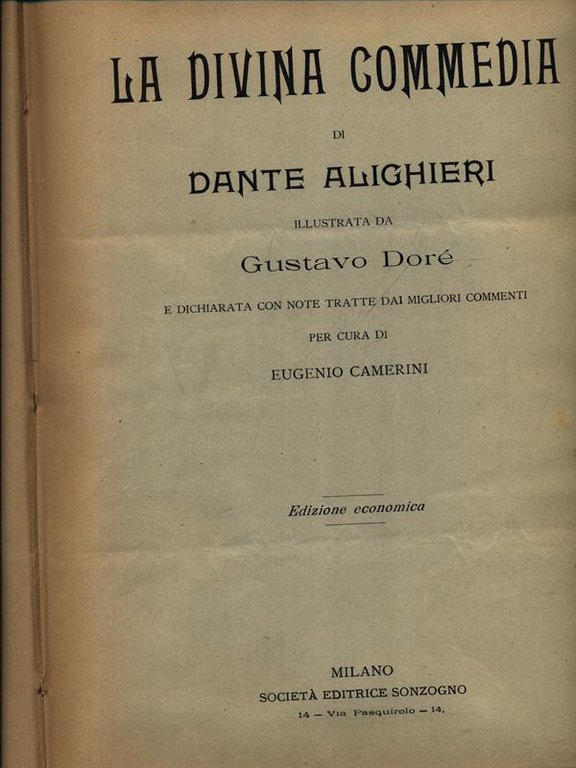 LA DIVINA COMMEDIA
DI
DANTE ALIGHIERI
ILLUSTRATA DA
Gustavo Doré
E DICHIARATA CON NOTE TRATTE DAI MIGLIORI COMMENTI
PER CURA DI
EUGENIO CAMERINI
Edizione economica
MILANO
SOCIETÀ EDITRICE SONZOGNO
14 — Via Pasquirolo — 14.